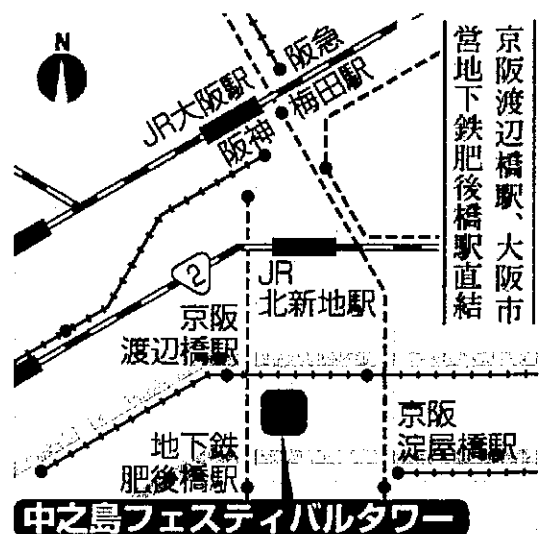 京阪渡辺橋駅、大阪市
営地下鉄肥後橋駅直結
N
阪急
梅田駅
JR大阪駅
阪神
2
JR
北新地駅
京阪
渡辺橋駅
京阪
淀屋橋駅
地下鉄
肥後橋駅
中之島フェスティバルタワー